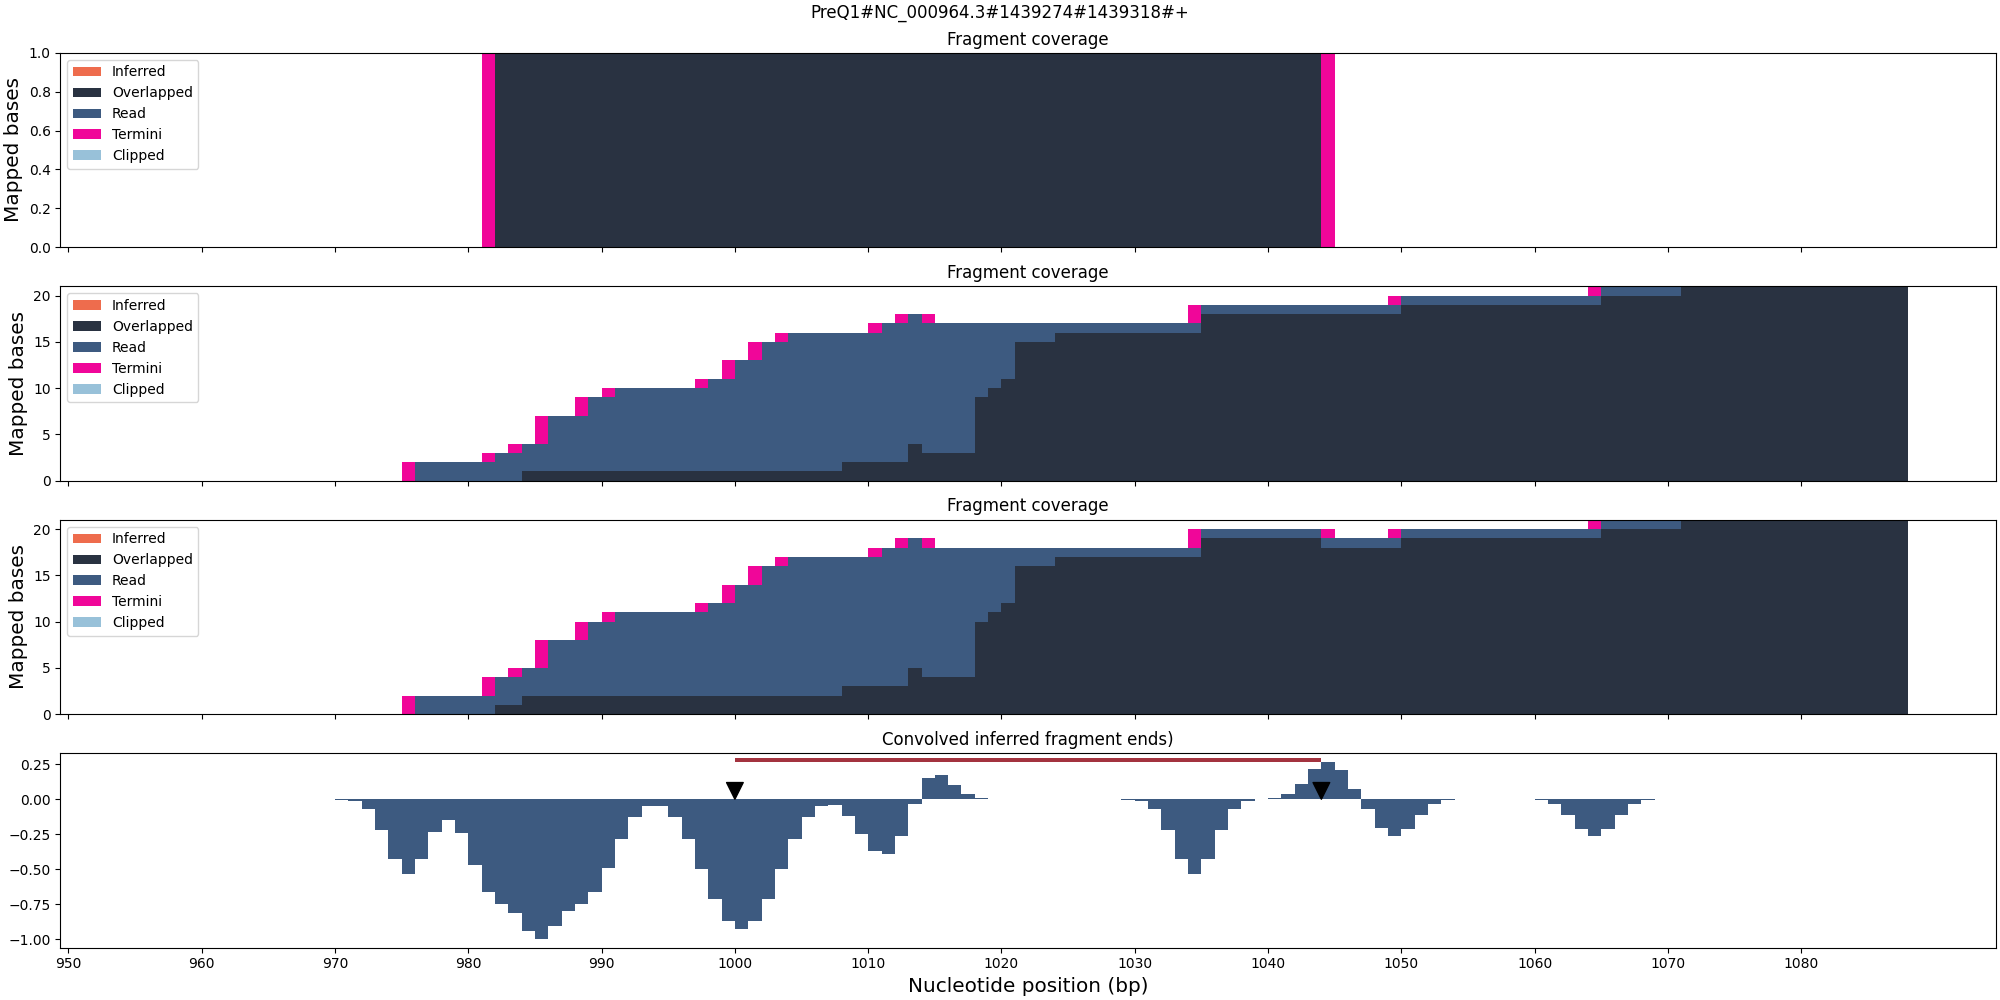 PreQ1#NC_000964.3#1439274#1439318#+
Fragment coverage
Mapped bases
1.0
0.8
0.6
0.4
0.2
0.0
Inferred
Overlapped
Read
Termini
Clipped
Fragment coverage
Mapped bases
20
15
10
5
0
Inferred
Overlapped
Read
Termini
Clipped
Fragment coverage
Mapped bases
20
15
10
5
0
Inferred
Overlapped
Read
Termini
Clipped
Convolved inferred fragment ends)
0.25
0.00
−0.25
−0.50
−0.75
−1.00
950 960 970 980 990 1000 1010 1020 1030 1040 1050 1060 1070 1080
Nucleotide position (bp)